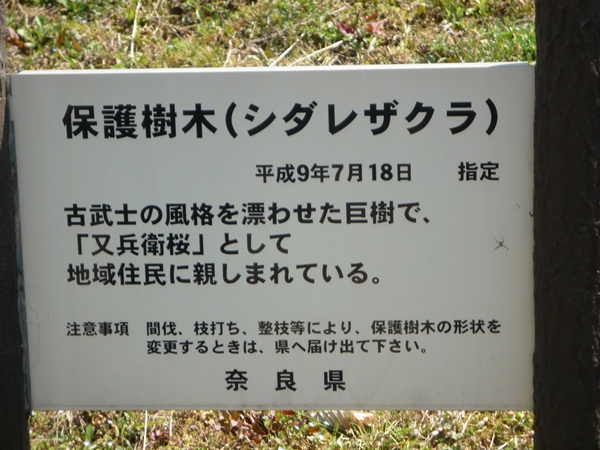 保護樹木(シダレザクラ)
平成9年7月18日 指定
古武士の風格を漂わせた巨樹で、
「又兵衛桜」として
地域住民に親しまれている。
注意事項 間伐、枝打ち、整枝等により、保護樹木の形状を
変更するときは、県へ届け出て下さい。
奈良県